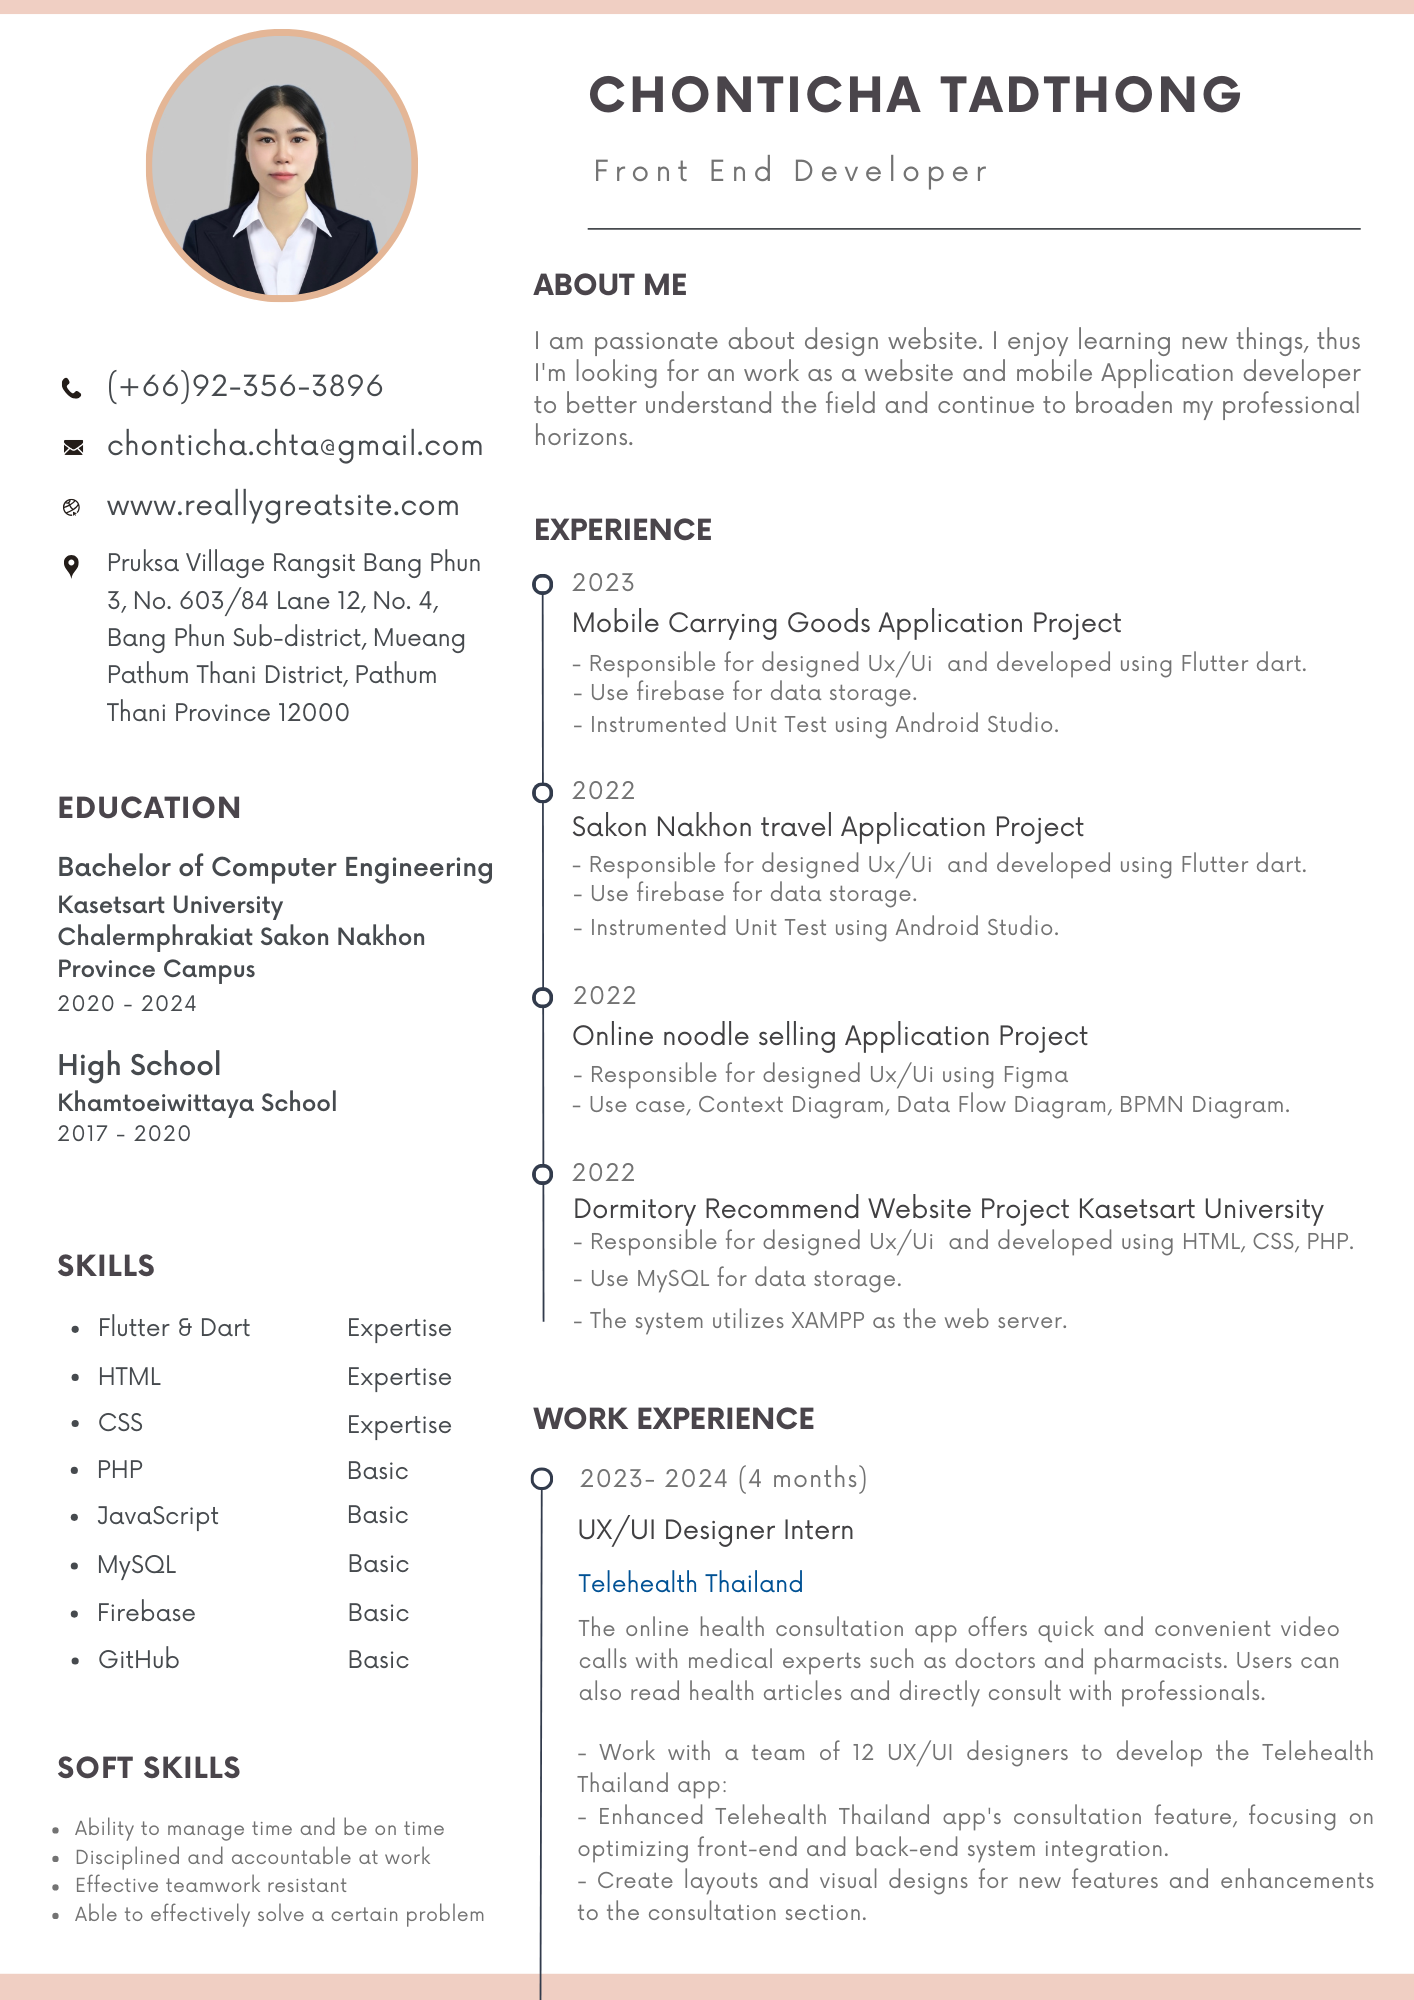 CHONTICHA TADTHONG
Front End Developer
(+66)92-356-3896
chonticha.chta@gmail.com
www.reallygreatsite.com
Pruksa Village Rangsit Bang Phun
3, No. 603/84 Lane 12, No. 4,
Bang Phun Sub-district, Mueang
Pathum Thani District, Pathum
Thani Province 12000
EDUCATION
Bachelor of Computer Engineering
Kasetsart University
Chalermphrakiat Sakon Nakhon
Province Campus
2020 - 2024
High School
Khamtoeiwittaya School
2017 - 2020
SKILLS
• Flutter & Dart Expertise
• HTML Expertise
• CSS Expertise
• PHP Basic
• JavaScript Basic
• MySQL Basic
• Firebase Basic
• GitHub Basic
SOFT SKILLS
• Ability to manage time and be on time
• Disciplined and accountable at work
• Effective teamwork resistant
• Able to effectively solve a certain problem
ABOUT ME
I am passionate about design website. I enjoy learning new things, thus
I'm looking for an work as a website and mobile Application developer
to better understand the field and continue to broaden my professional
horizons.
EXPERIENCE
2023
Mobile Carrying Goods Application Project
- Responsible for designed Ux/Ui and developed using Flutter dart.
- Use firebase for data storage.
- Instrumented Unit Test using Android Studio.
2022
Sakon Nakhon travel Application Project
- Responsible for designed Ux/Ui and developed using Flutter dart.
- Use firebase for data storage.
- Instrumented Unit Test using Android Studio.
2022
Online noodle selling Application Project
- Responsible for designed Ux/Ui using Figma
- Use case, Context Diagram, Data Flow Diagram, BPMN Diagram.
2022
Dormitory Recommend Website Project Kasetsart University
- Responsible for designed Ux/Ui and developed using HTML, CSS, PHP.
- Use MySQL for data storage.
- The system utilizes XAMPP as the web server.
WORK EXPERIENCE
2023- 2024 (4 months)
UX/UI Designer Intern
Telehealth Thailand
The online health consultation app offers quick and convenient video
calls with medical experts such as doctors and pharmacists. Users can
also read health articles and directly consult with professionals.
- Work with a team of 12 UX/UI designers to develop the Telehealth
Thailand app:
- Enhanced Telehealth Thailand app's consultation feature, focusing on
optimizing front-end and back-end system integration.
- Create layouts and visual designs for new features and enhancements
to the consultation section.